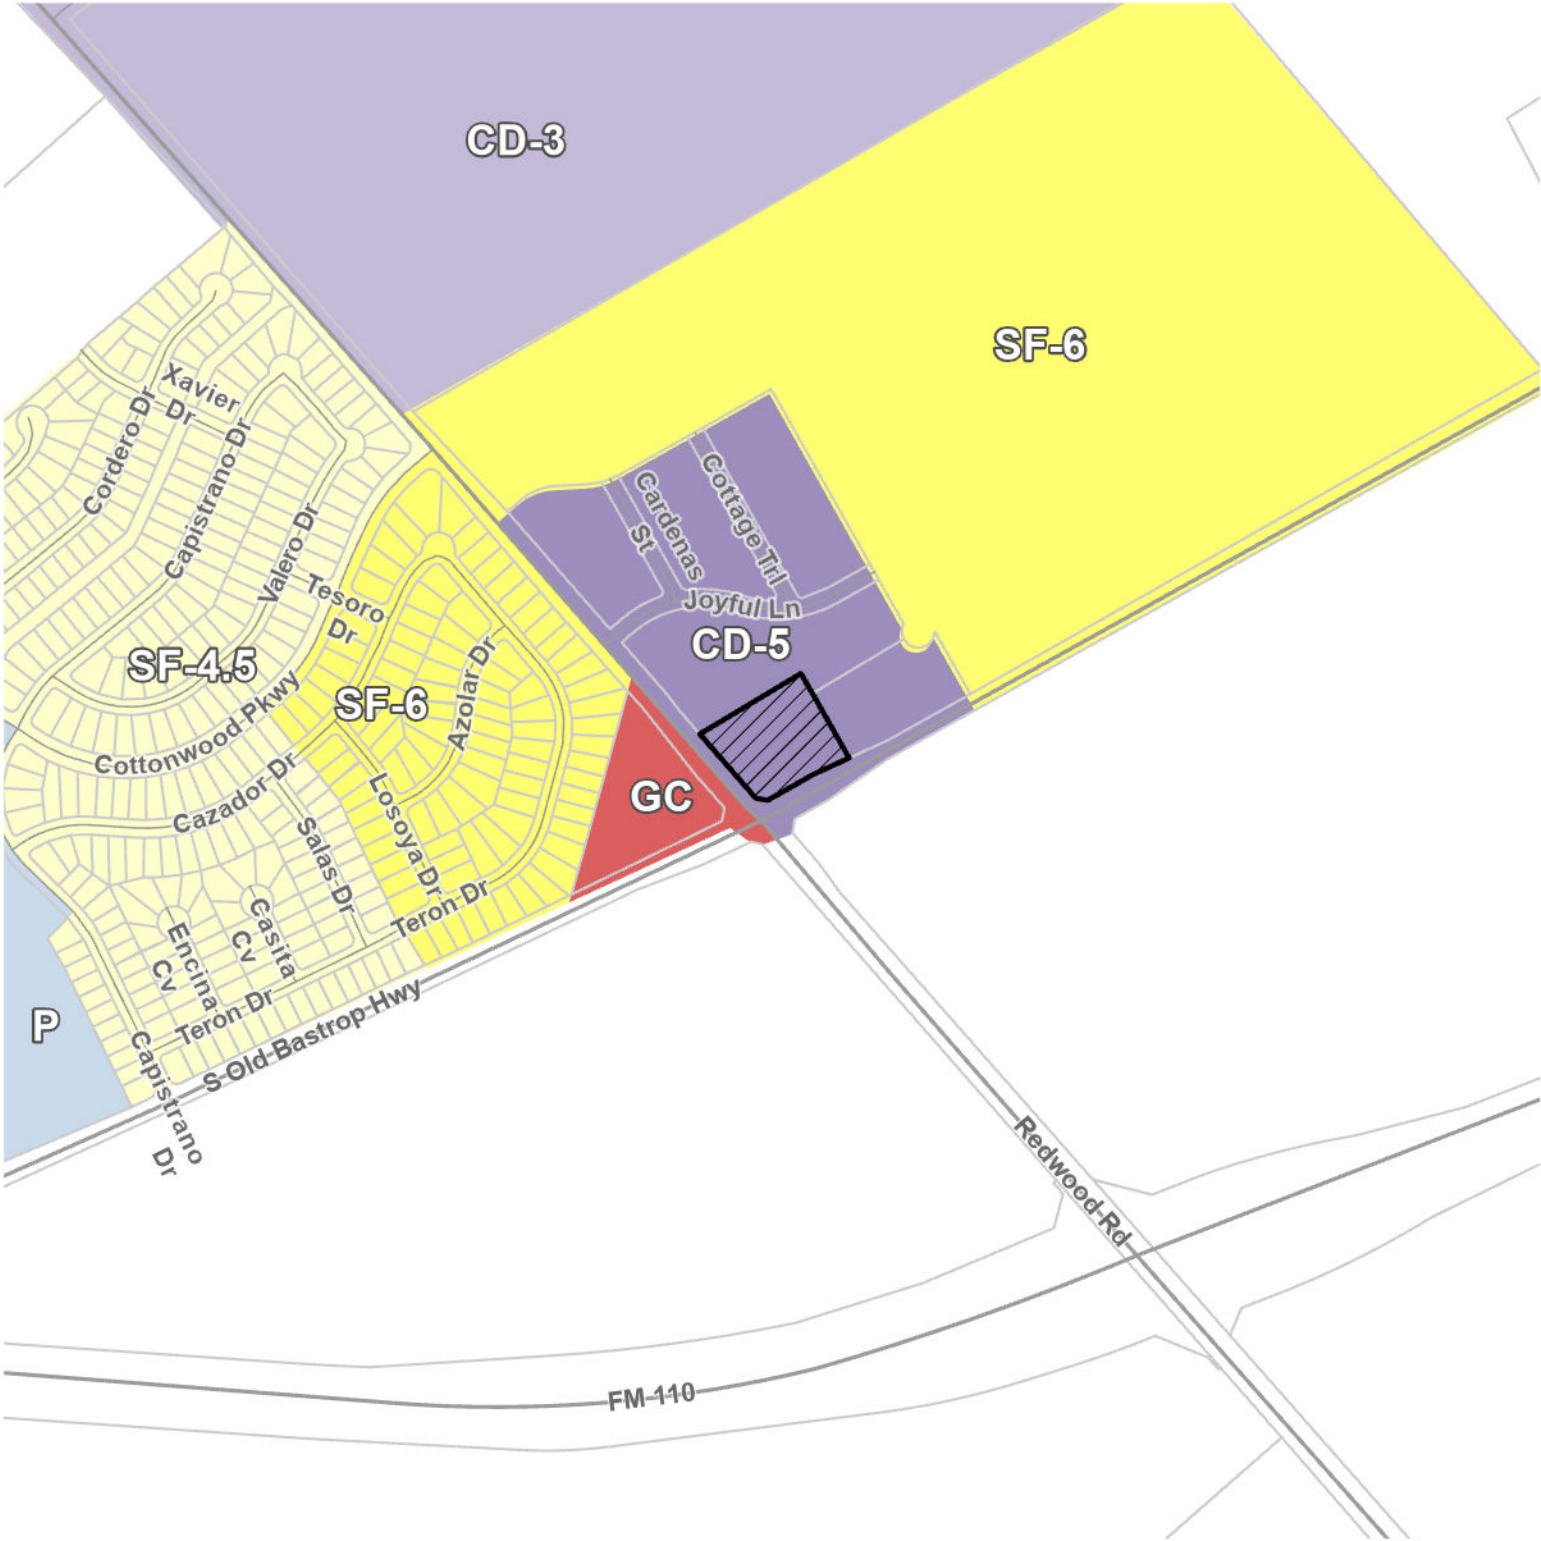 CD-3
SF-6
Xavier
Dr
Cordero Dr
Capistrano Dr
Valero Dr
Tesoro
Dr
Cardenas
St
Cottage Trl
Joyful Ln
CD-5
SF-4.5
SF-6
Azolar Dr
Cottonwood Pkwy
Cazador Dr
Losoya Dr
Salas Dr
GC
Teron Dr
Casita
Cv
Encina
Cv
Teron Dr
P
S Old Bastrop Hwy
Capistrano
Dr
Redwood Rd
FM 110